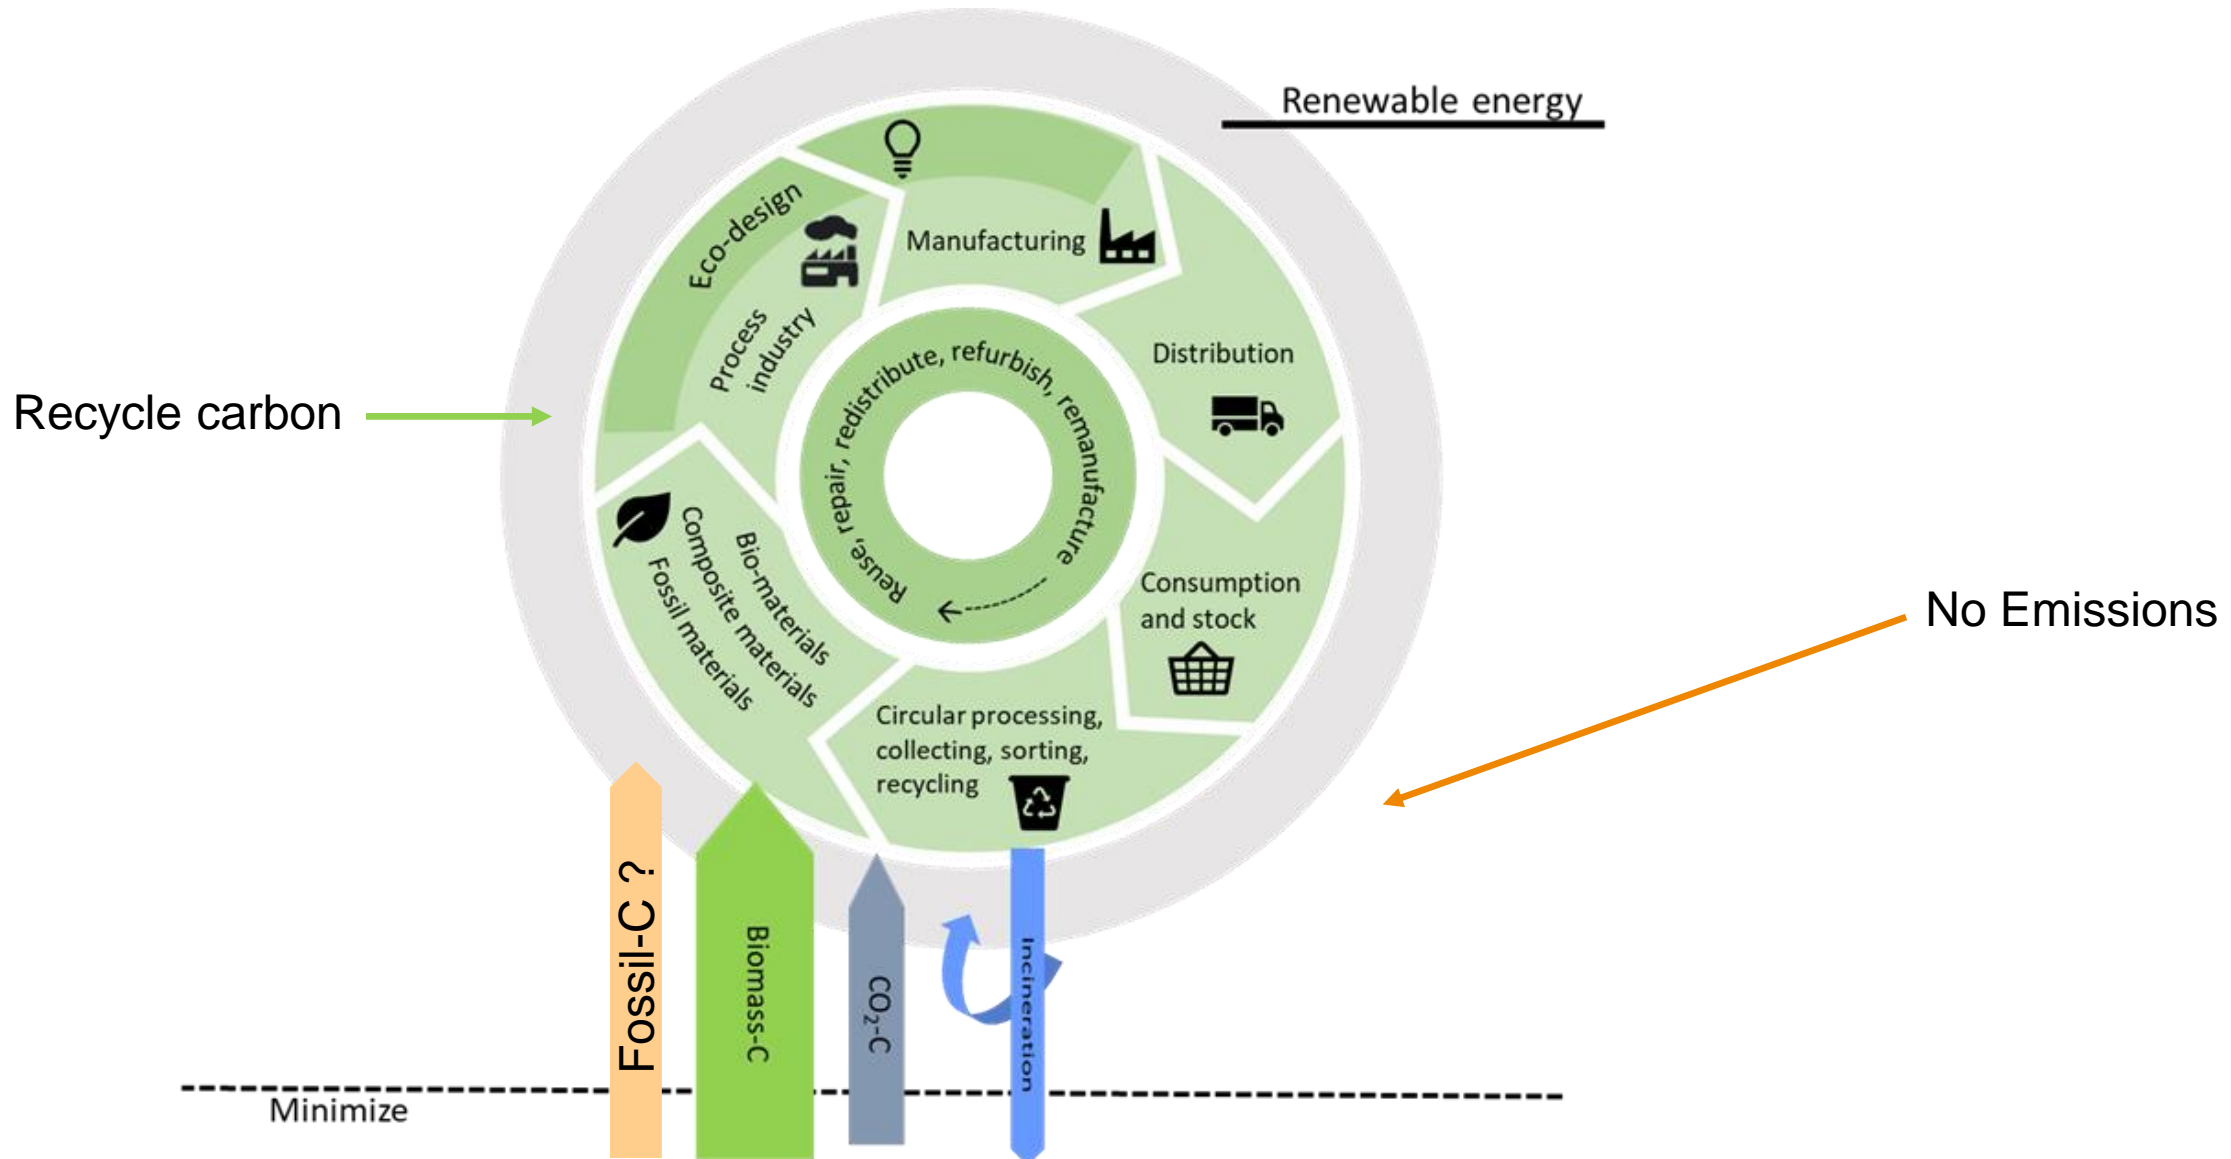 Renewable energy
Eco-design
Process
industry
Manufacturing
Distribution
Recycle carbon
Reuse, repair, redistribute, refurbish, remanufacture
Bio-materials
Composite materials
Fossil materials
Consumption
and stock
No Emissions
Circular processing,
collecting, sorting,
recycling
Fossil-C ?
Biomass-C
CO₂-C
Incineration
Minimize